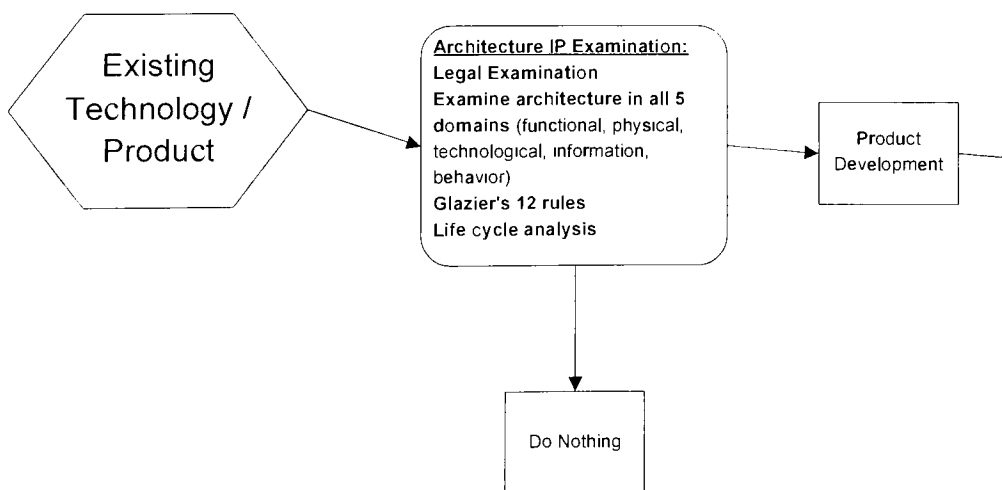 Existing
Technology /
Product
Architecture IP Examination:
Legal Examination
Examine architecture in all 5
domains (functional, physical,
technological, information,
behavior)
Glazier's 12 rules
Life cycle analysis
Product
Development
Do Nothing